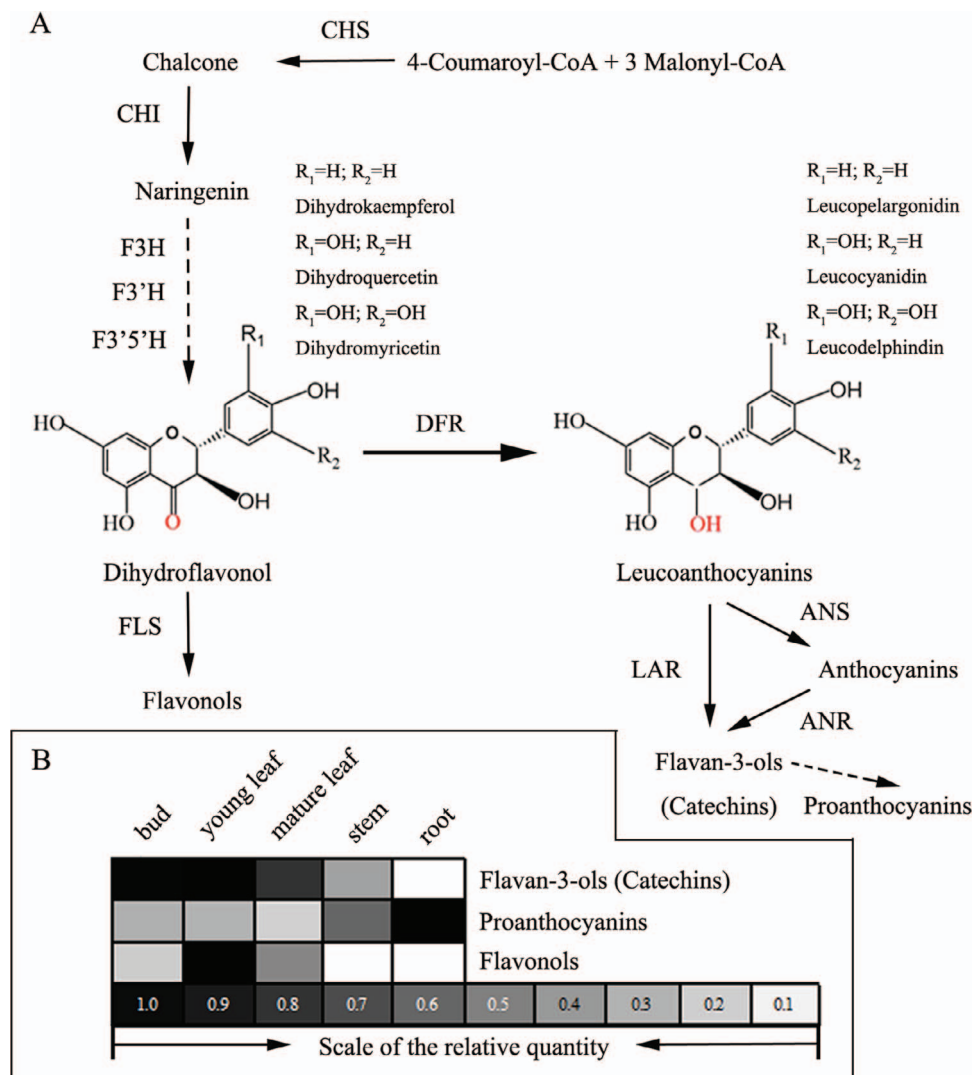 A
CHS
Chalcone
4-Coumaroyl-CoA + 3 Malonyl-CoA
CHI
Naringenin
F3H
F3'H
F3'5'H
R1=H; R2=H
Dihydrokaempferol
R1=OH; R2=H
Dihydroquercetin
R1=OH; R2=OH
Dihydromyricetin
R1=H; R2=H
Leucopelargonidin
R1=OH; R2=H
Leucocyanidin
R1=OH; R2=OH
Leucodelphindin
R1
OH
HO
O
R2
OH
HO
O
DFR
R1
OH
HO
O
R2
OH
HO
OH
Dihydroflavonol
Leucoanthocyanins
FLS
Flavonols
ANS
LAR
Anthocyanins
ANR
Flavan-3-ols
(Catechins)
Proanthocyanins
B
bud
young leaf
mature leaf
stem
root
Flavan-3-ols (Catechins)
Proanthocyanins
Flavonols
1.0 0.9 0.8 0.7 0.6 0.5 0.4 0.3 0.2 0.1
Scale of the relative quantity